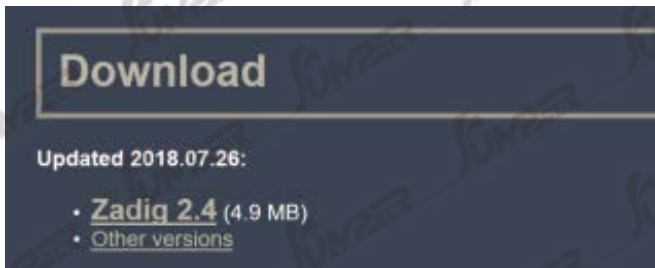 Download
Updated 2018.07.26:
• Zadig 2.4 (4.9 MB)
• Other versions